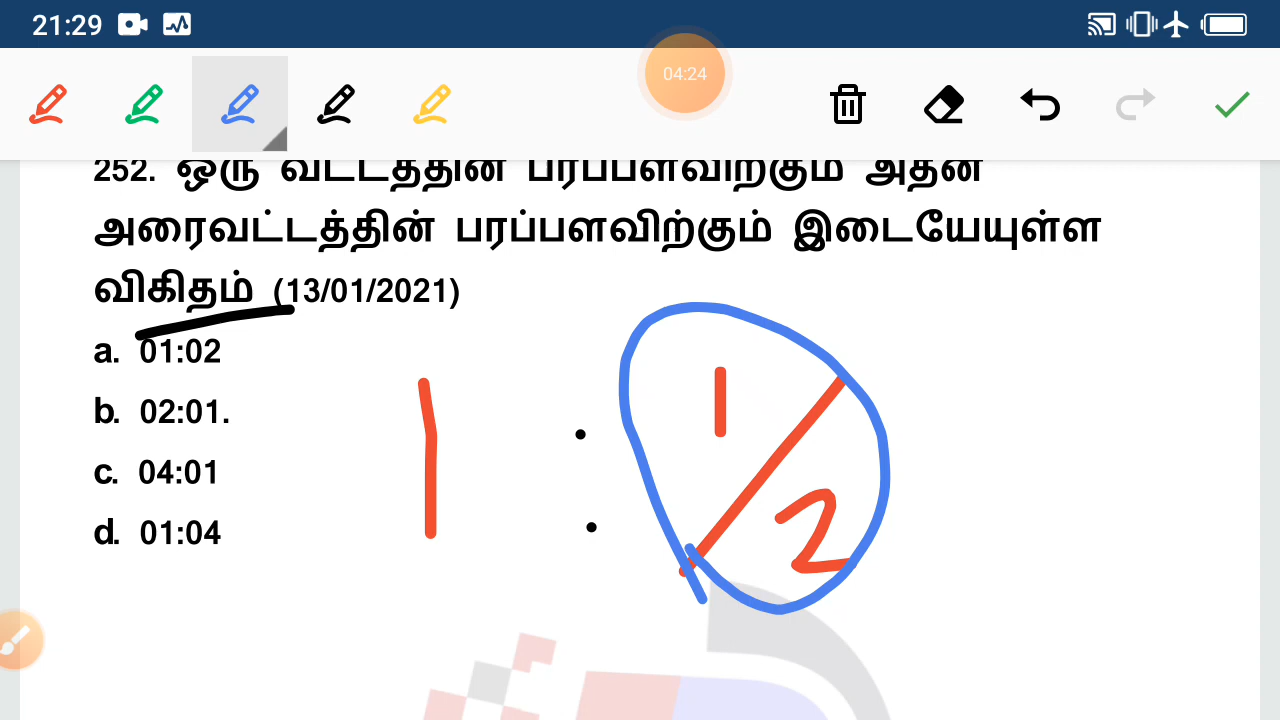 21:29
04:24
252. ஒரு வட்டத்தின் பரப்பளவிற்கும் அதன்
அரைவட்டத்தின் பரப்பளவிற்கும் இடையேயுள்ள
விகிதம் (13/01/2021)
a. 01:02
b. 02:01.
c. 04:01
d. 01:04
1 : 1/2